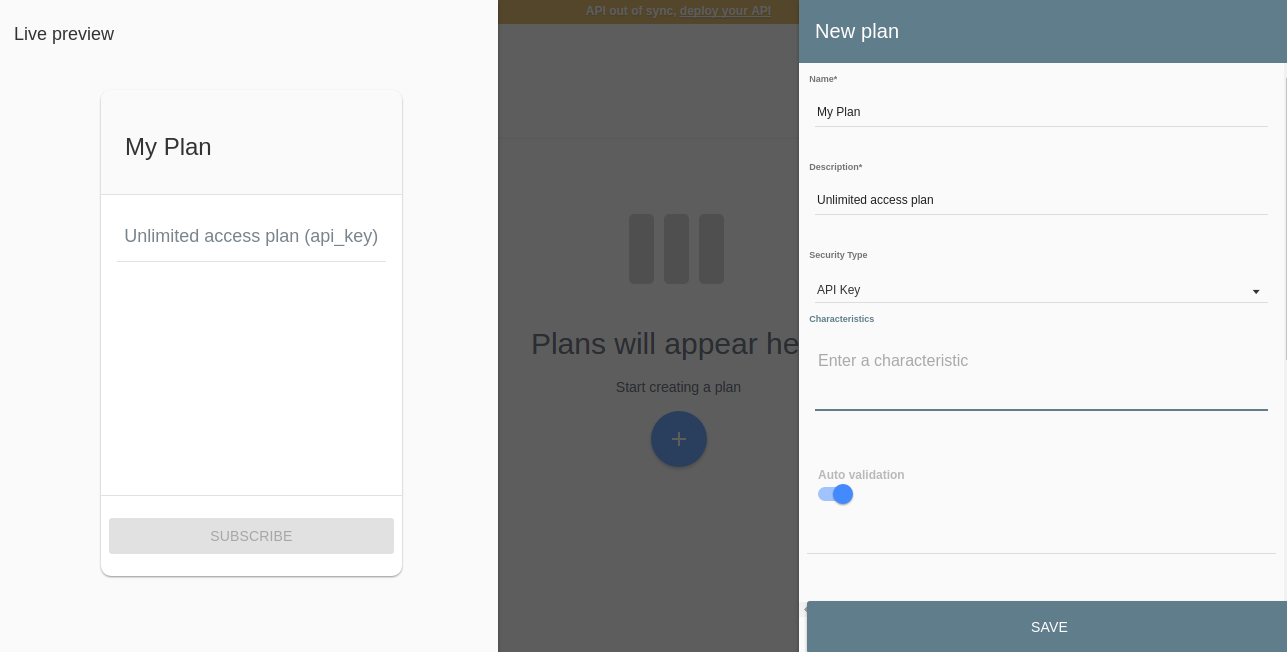 Live preview
My Plan
Unlimited access plan (api_key)
SUBSCRIBE
API out of sync, deploy your API
Plans will appear he
Start creating a plan
New plan
Name*
My Plan
Description*
Unlimited access plan
Security Type
API Key
Characteristics
Enter a characteristic
Auto validation
SAVE